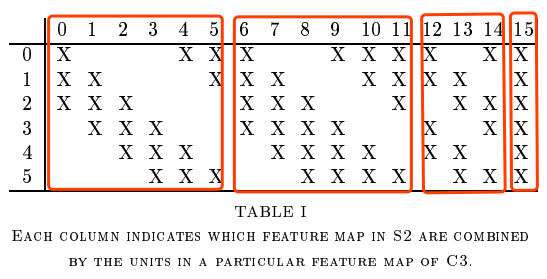 0 1 2 3 4 5 6 7 8 9 10 11 12 13 14 15
0 X X X X X X X X X X
1 X X X X X X X X X X
2 X X X X X X X X X X
3 X X X X X X X X X X
4 X X X X X X X X X X
5 X X X X X X X X X X
TABLE I
Each column indicates which feature map in S2 are combined
by the units in a particular feature map of C3.